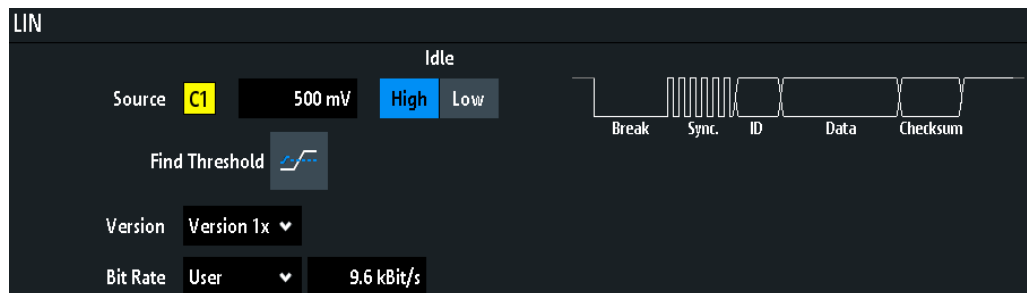 LIN
Idle
Source C1 500 mV High Low
Break Sync. ID Data Checksum
Find Threshold
Version Version 1x
Bit Rate User 9.6 kBit/s